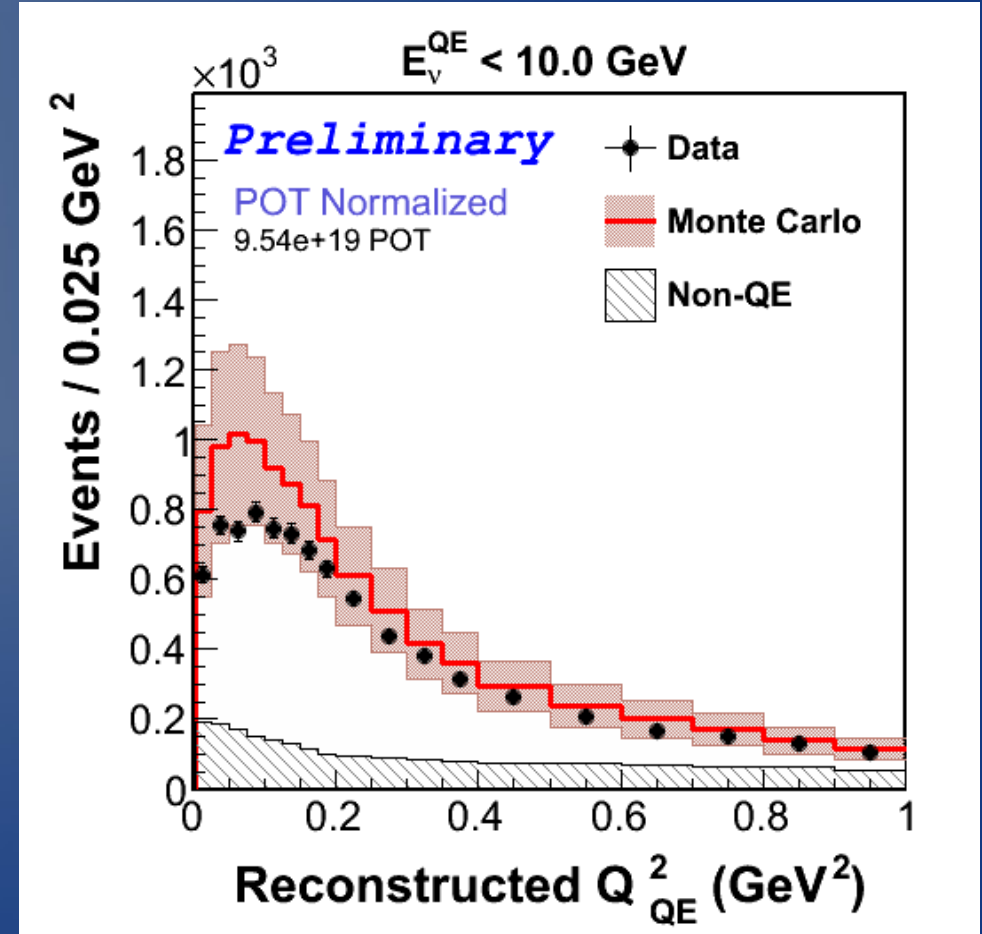 ×10³
E_ν^QE < 10.0 GeV
Preliminary
POT Normalized
9.54e+19 POT
Data
Monte Carlo
Non-QE
Events / 0.025 GeV ²
1.8
1.6
1.4
1.2
1
0.8
0.6
0.4
0.2
0
0 0.2 0.4 0.6 0.8 1
Reconstructed Q²_QE (GeV²)